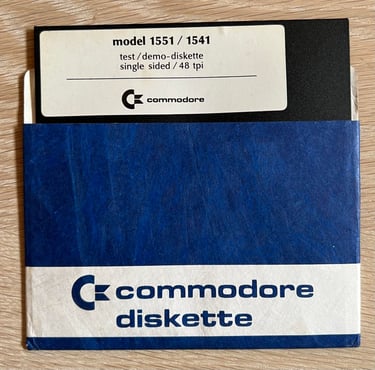 model 1551 / 1541
test/demo-diskette
single sided / 48 tpi
commodore
commodore
diskette